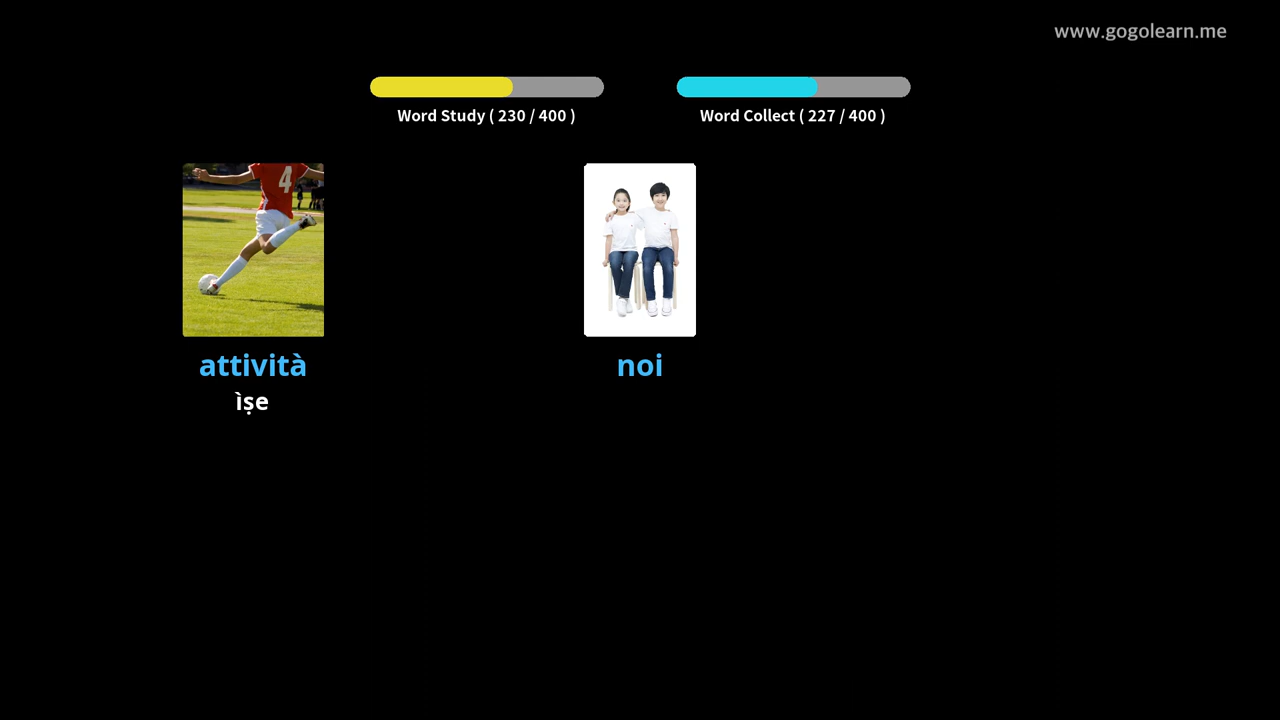 www.gogolearn.me
Word Study ( 230 / 400 )
Word Collect ( 227 / 400 )
4
attività
noi
ìṣe